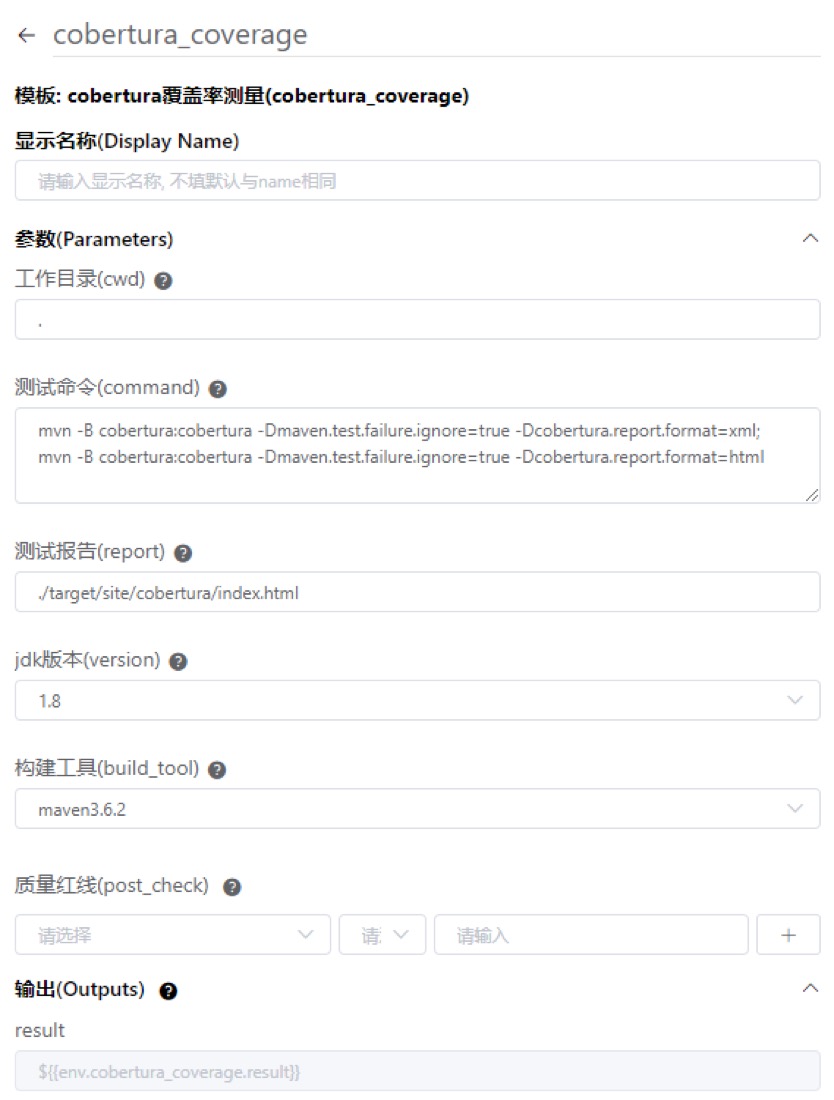 cobertura_coverage
模板: cobertura覆盖率测量(cobertura_coverage)
显示名称(Display Name)
请输入显示名称, 不填默认与name相同
参数(Parameters)
工作目录(cwd) ?
.
测试命令(command) ?
mvn -B cobertura:cobertura -Dmaven.test.failure.ignore=true -Dcobertura.report.format=xml;
mvn -B cobertura:cobertura -Dmaven.test.failure.ignore=true -Dcobertura.report.format=html
测试报告(report) ?
./target/site/cobertura/index.html
jdk版本(version) ?
1.8
构建工具(build_tool) ?
maven3.6.2
质量红线(post_check) ?
请选择 请 请输入 +
输出(Outputs) ?
result
${{env.cobertura_coverage.result}}